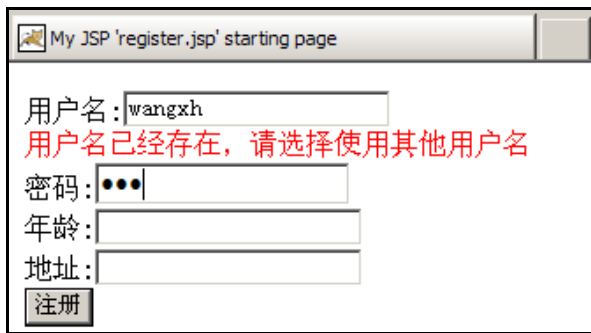 My JSP 'register.jsp' starting page
用户名:wangxh
用户名已经存在，请选择使用其他用户名
密码:●●●
年龄:
地址:
注册